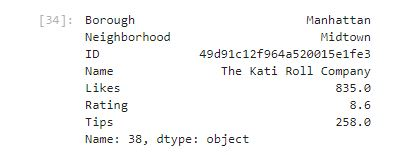 [34]: Borough Manhattan
Neighborhood Midtown
ID 49d91c12f964a520015e1fe3
Name The Kati Roll Company
Likes 835.0
Rating 8.6
Tips 258.0
Name: 38, dtype: object